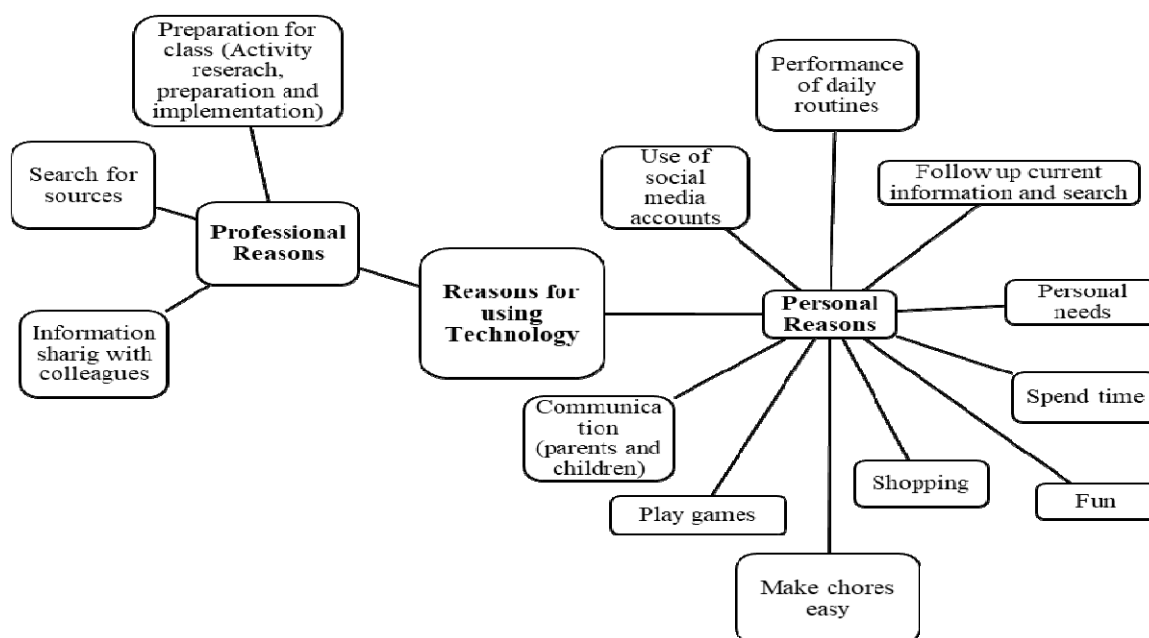 Preparation for
class (Activity
reserach,
preparation and
implementation)
Search for
sources
Professional
Reasons
Information
sharig with
colleagues
Reasons for
using
Technology
Performance
of daily
routines
Use of
social
media
accounts
Follow up current
information and search
Personal
Reasons
Personal
needs
Spend time
Communica
tion
(parents and
children)
Shopping
Fun
Play games
Make chores
easy